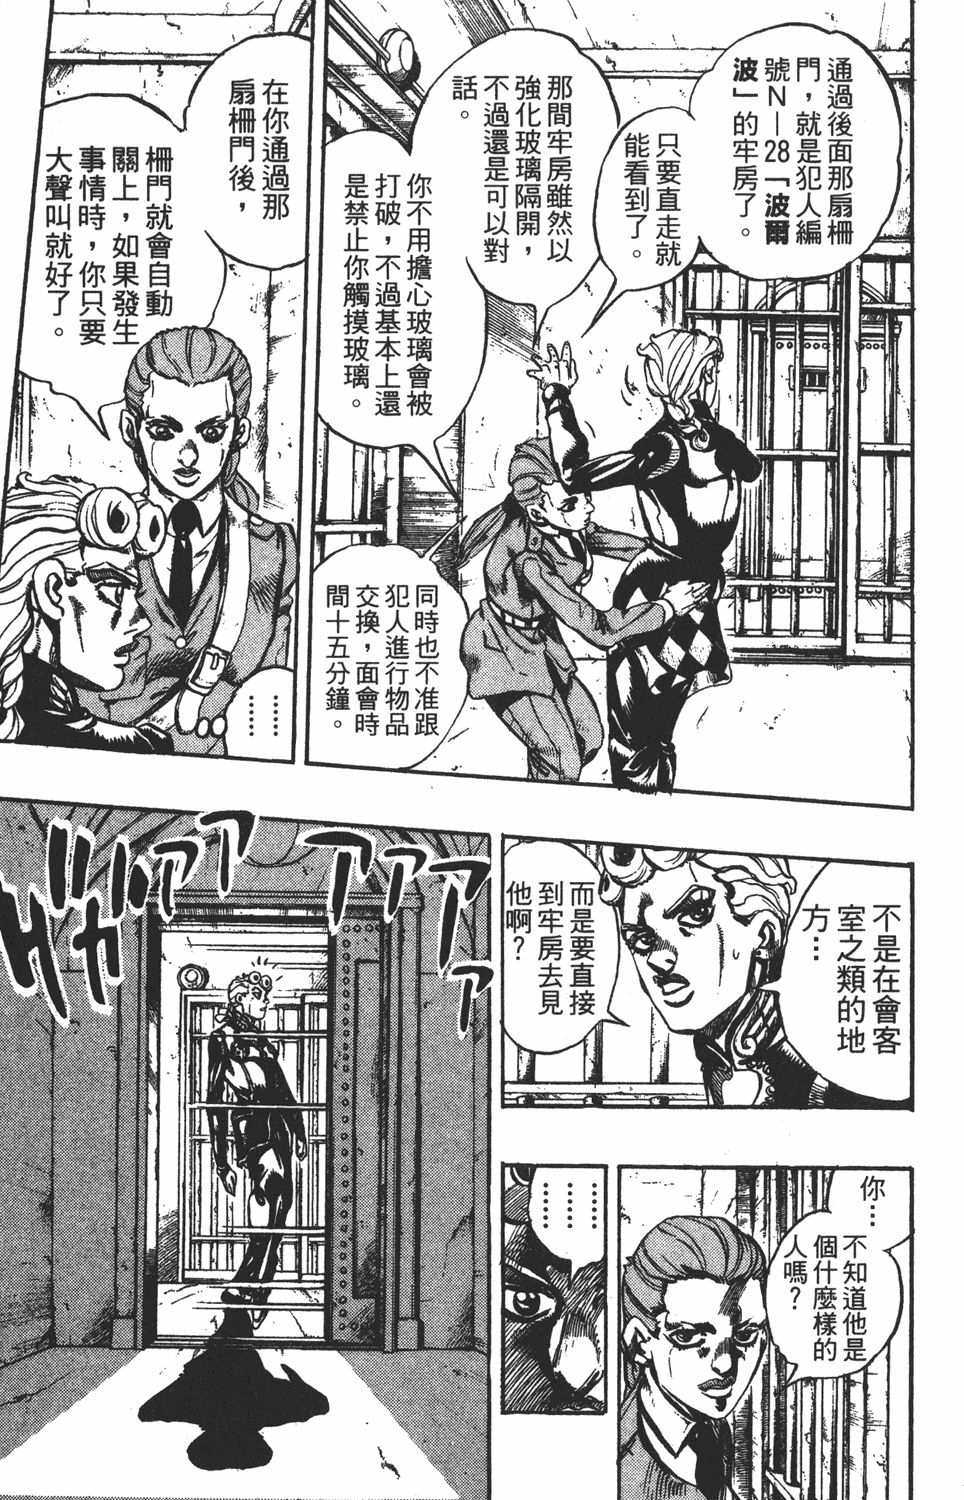 通過後面那扇柵
門，就是犯人編
號N—28「波爾
波」的牢房了。
只要直走就
能看到了。
那間牢房雖然以
強化玻璃隔開，
不過還是可以對
話。
你不用擔心玻璃會被
打破，不過基本上還
是禁止你觸摸玻璃。
同時也不准跟
犯人進行物品
交換，面會時
間十五分鐘。
在你通過那
扇柵門後，
柵門就會自動
關上，如果發生
事情時，你只要
大聲叫就好了。
……
……
不是在會客
室之類的地
方…
而是要直接
到牢房去見
他啊？
你…
不知道他是
個什麼樣的
人嗎？
……
……
アアアア
アア
ガガガガ